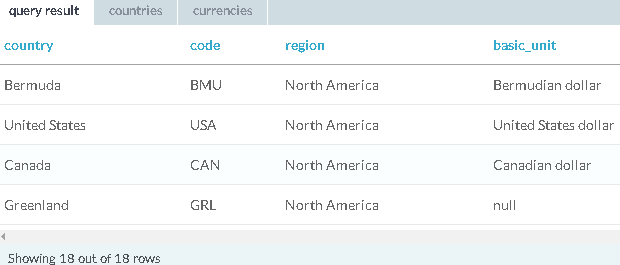 query result countries currencies
country code region basic_unit
Bermuda BMU North America Bermudian dollar
United States USA North America United States dollar
Canada CAN North America Canadian dollar
Greenland GRL North America null
Showing 18 out of 18 rows